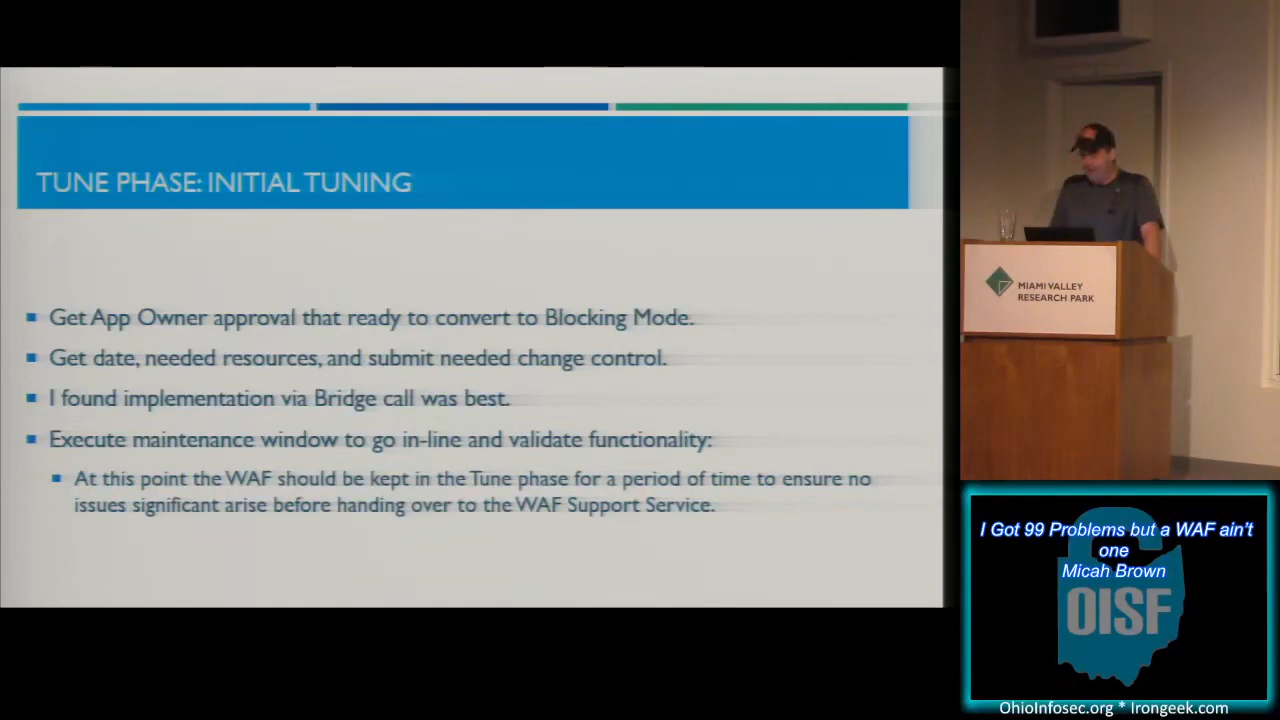 TUNE PHASE: INITIAL TUNING
Get App Owner approval that ready to convert to Blocking Mode.
Get date, needed resources, and submit needed change control.
I found implementation via Bridge call was best.
Execute maintenance window to go in-line and validate functionality:
At this point the WAF should be kept in the Tune phase for a period of time to ensure no
issues significant arise before handing over to the WAF Support Service.
MIAMI VALLEY
RESEARCH PARK
I Got 99 Problems but a WAF ain't
one
Micah Brown
OISF
OhioInfosec.org * Irongeek.com